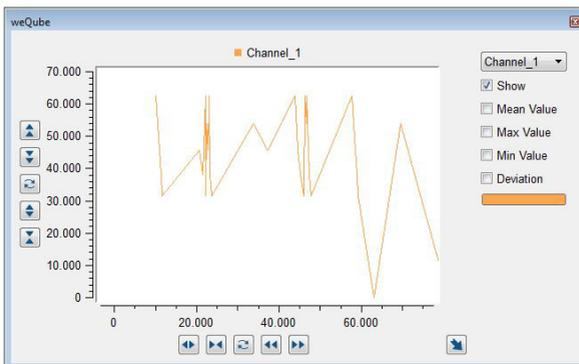 weQube
Channel_1
70.000
60.000
50.000
40.000
30.000
20.000
10.000
0
0 20.000 40.000 60.000
Channel_1
Show
Mean Value
Max Value
Min Value
Deviation